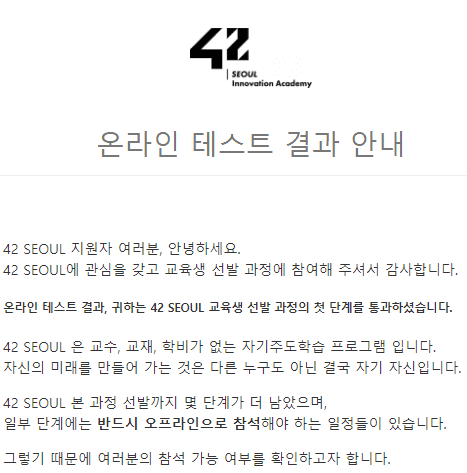 42
SEOUL
Innovation Academy
온라인 테스트 결과 안내
42 SEOUL 지원자 여러분, 안녕하세요.
42 SEOUL에 관심을 갖고 교육생 선발 과정에 참여해 주셔서 감사합니다.
온라인 테스트 결과, 귀하는 42 SEOUL 교육생 선발 과정의 첫 단계를 통과하셨습니다.
42 SEOUL 은 교수, 교재, 학비가 없는 자기주도학습 프로그램 입니다.
자신의 미래를 만들어 가는 것은 다른 누구도 아닌 결국 자기 자신입니다.
42 SEOUL 본 과정 선발까지 몇 단계가 더 남았으며,
일부 단계에는 반드시 오프라인으로 참석해야 하는 일정들이 있습니다.
그렇기 때문에 여러분의 참석 가능 여부를 확인하고자 합니다.